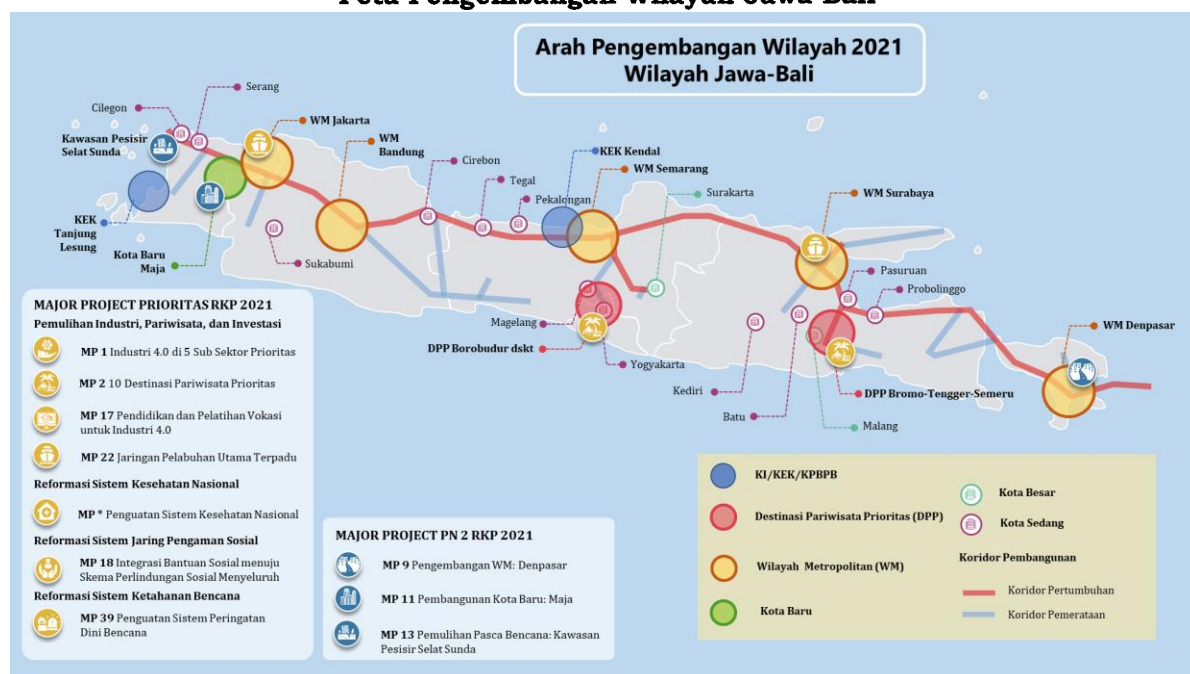 Peta Pengembangan Wilayah Jawa-Bali
Arah Pengembangan Wilayah 2021
Wilayah Jawa-Bali
Serang
Cilegon
WM Jakarta
Kawasan Pesisir
Selat Sunda
WM
Bandung
Cirebon
KEK Kendal
Tegal
WM Semarang
Pekalongan
Surakarta
WM Surabaya
KEK
Tanjung
Lesung
Kota Baru
Maja
Sukabumi
Pasuruan
Probolinggo
Magelang
WM Denpasar
DPP Borobudur dskt
Yogyakarta
Kediri
DPP Bromo-Tengger-Semeru
Batu
Malang
MAJOR PROJECT PRIORITAS RKP 2021
Pemulihan Industri, Pariwisata, dan Investasi
MP 1 Industri 4.0 di 5 Sub Sektor Prioritas
MP 2 10 Destinasi Pariwisata Prioritas
MP 17 Pendidikan dan Pelatihan Vokasi
untuk Industri 4.0
MP 22 Jaringan Pelabuhan Utama Terpadu
Reformasi Sistem Kesehatan Nasional
MP * Penguatan Sistem Kesehatan Nasional
Reformasi Sistem Jaring Pengaman Sosial
MP 18 Integrasi Bantuan Sosial menuju
Skema Perlindungan Sosial Menyeluruh
Reformasi Sistem Ketahanan Bencana
MP 39 Penguatan Sistem Peringatan
Dini Bencana
MAJOR PROJECT PN 2 RKP 2021
MP 9 Pengembangan WM: Denpasar
MP 11 Pembangunan Kota Baru: Maja
MP 13 Pemulihan Pasca Bencana: Kawasan
Pesisir Selat Sunda
KI/KEK/KPBPB
Destinasi Pariwisata Prioritas (DPP)
Wilayah Metropolitan (WM)
Kota Baru
Kota Besar
Kota Sedang
Koridor Pembangunan
Koridor Pertumbuhan
Koridor Pemerataan